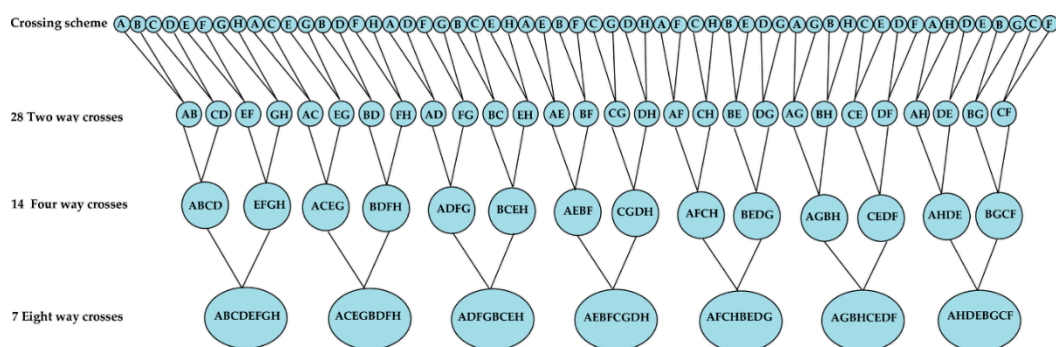 Crossing scheme A B C D E F G H A C E G B D F H A D F G B C E H A E B F C G D H A F C H B E D G A G B H C E D F A H D E B G C F
28 Two way crosses AB CD EF GH AC EG BD FH AD FG BC EH AE BF CG DH AF CH BE DG AG BH CE DF AH DE BG CF
14 Four way crosses ABCD EFGH ACEG BDFH ADFG BCEH AEBF CGDH AFCH BEDG AGBH CEDF AHDE BGCF
7 Eight way crosses ABCDEFGH ACEGBDFH ADFGBCEH AEBFCGDH AFCHBEDG AGBHCEDF AHDEBGCF